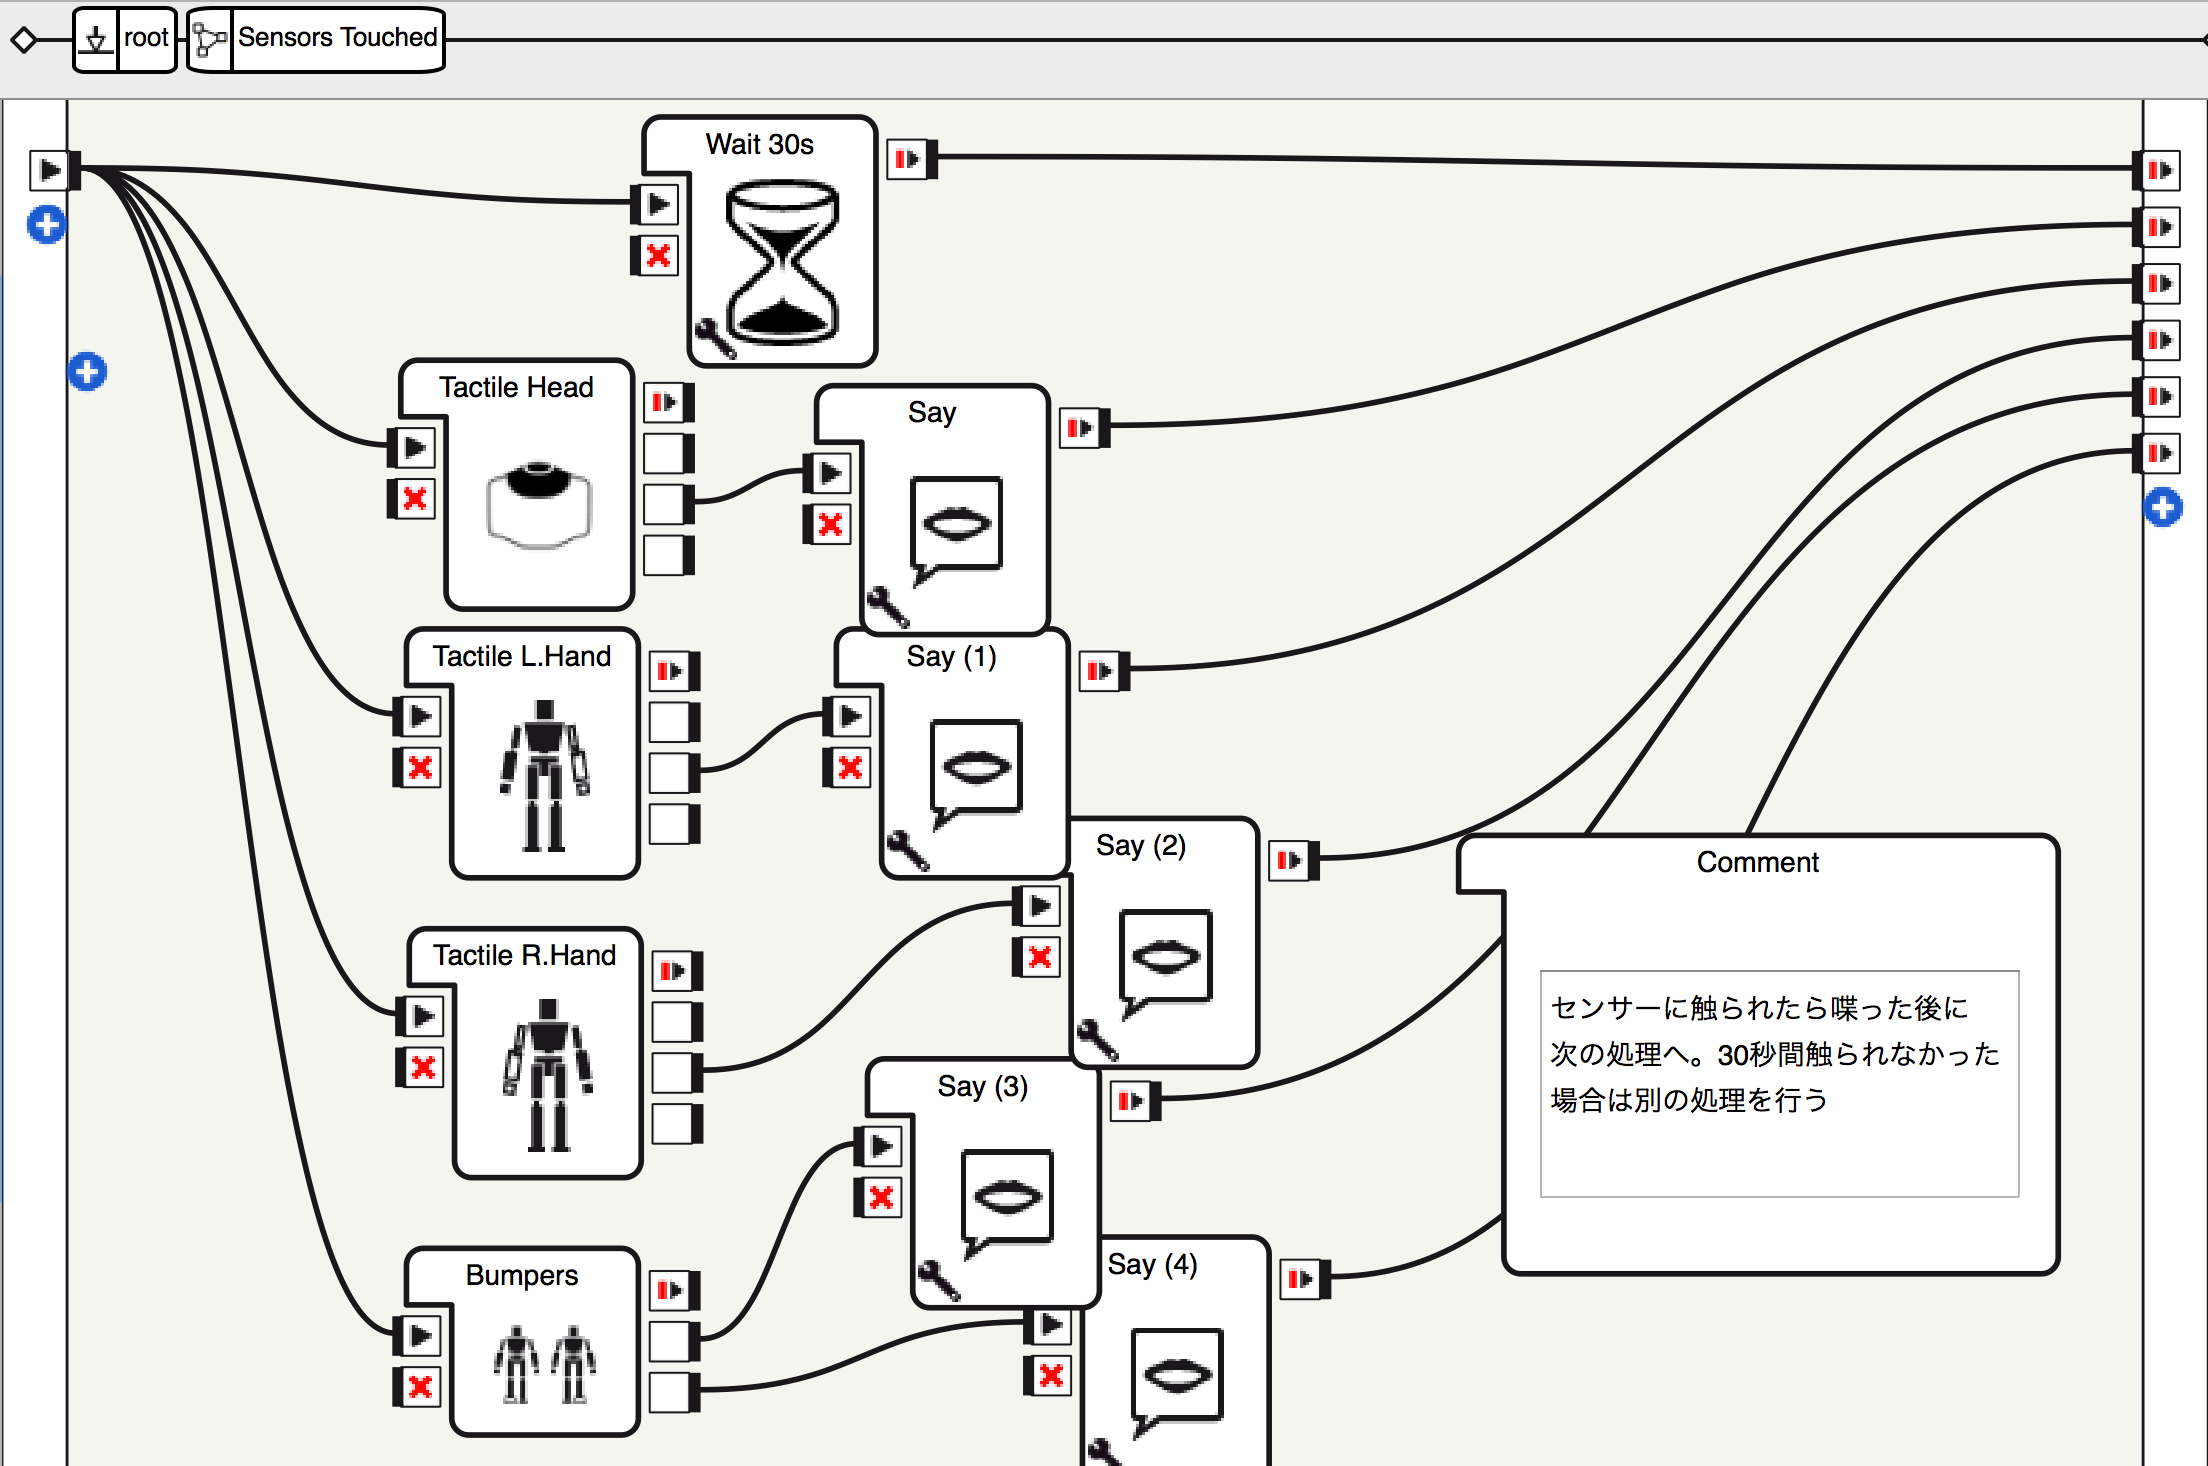 root
Sensors Touched
Wait 30s
Tactile Head
Say
Tactile L.Hand
Say (1)
Say (2)
Comment
Tactile R.Hand
センサーに触られたら喋った後に
次の処理へ。30秒間触られなかった
場合は別の処理を行う
Say (3)
Say (4)
Bumpers